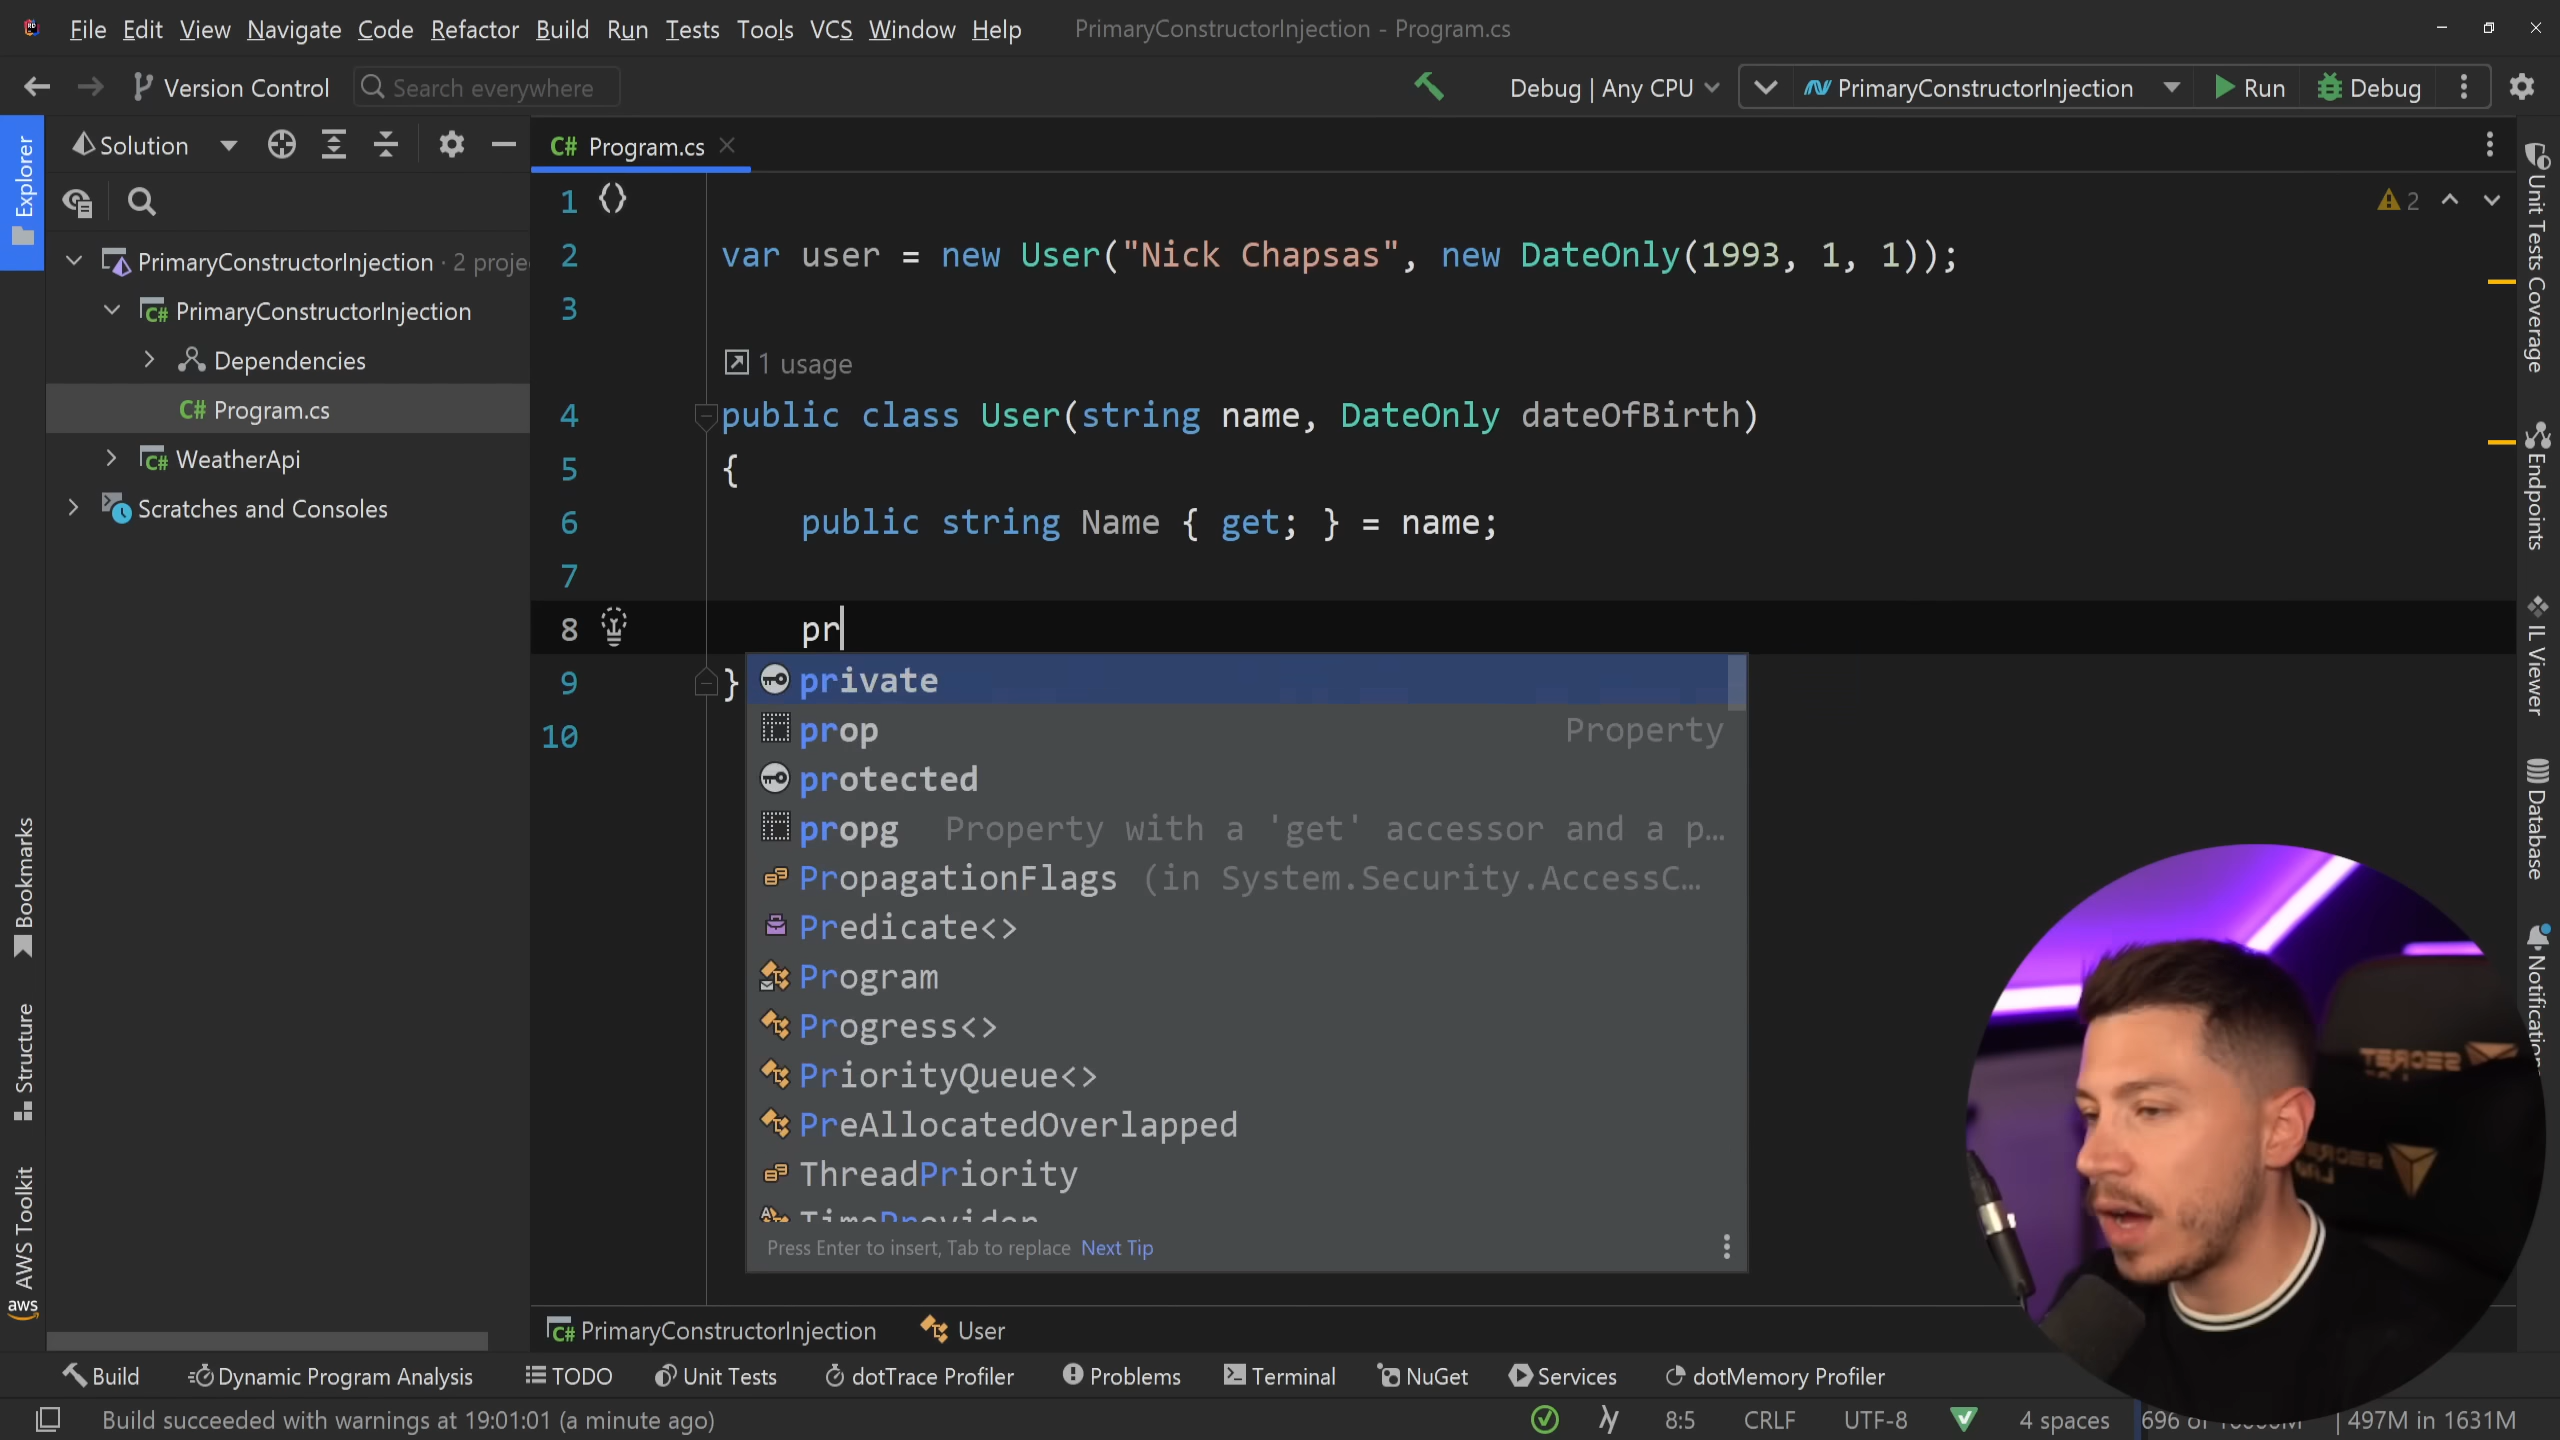 File Edit View Navigate Code Refactor Build Run Tests Tools VCS Window Help PrimaryConstructorInjection - Program.cs
Version Control Search everywhere Debug | Any CPU PrimaryConstructorInjection Run Debug
Explorer
Solution
C# Program.cs
PrimaryConstructorInjection · 2 proje
C# PrimaryConstructorInjection
Dependencies
C# Program.cs
C# WeatherApi
Scratches and Consoles
Bookmarks
Structure
AWS Toolkit
aws
1
2 var user = new User("Nick Chapsas", new DateOnly(1993, 1, 1));
3
1 usage
4 public class User(string name, DateOnly dateOfBirth)
5 {
6 public string Name { get; } = name;
7
8 pr
9 }
10
2
private
prop Property
protected
propg Property with a 'get' accessor and a p…
PropagationFlags (in System.Security.AccessC…
Predicate<>
Program
Progress<>
PriorityQueue<>
PreAllocatedOverlapped
ThreadPriority
TimeProvider
Press Enter to insert, Tab to replace Next Tip
Unit Tests Coverage
Endpoints
IL Viewer
Database
Notification
C# PrimaryConstructorInjection User
Build Dynamic Program Analysis TODO Unit Tests dotTrace Profiler Problems Terminal NuGet Services dotMemory Profiler
Build succeeded with warnings at 19:01:01 (a minute ago) 8:5 CRLF UTF-8 4 spaces 696 of 497M in 1631M